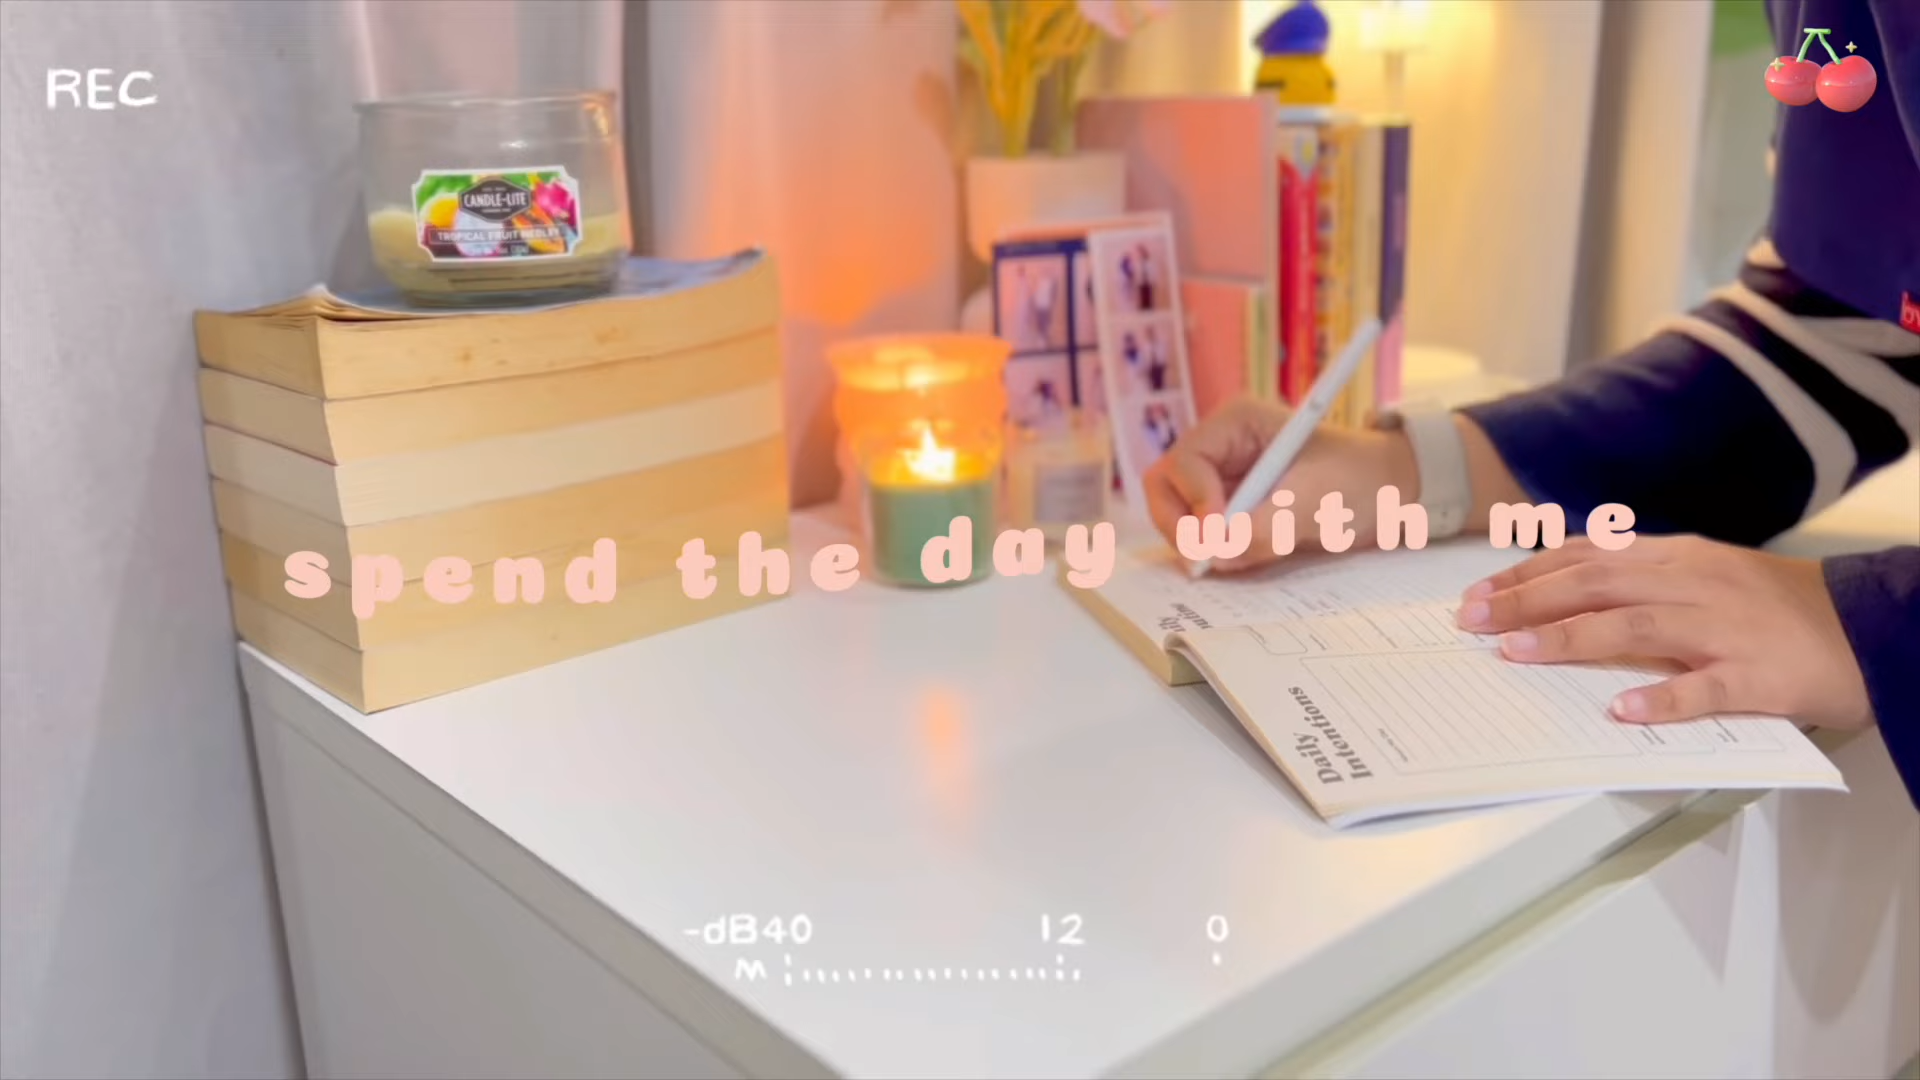 REC
CANDLE-LITE
TROPICAL FRUIT MEDLEY
spend the day with me
Daily
Intentions
-dB40 12 0
M